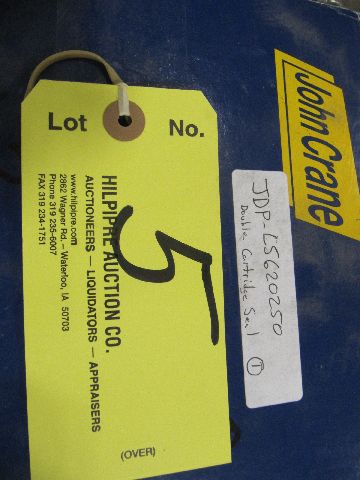 Lot No.
5
HILPIPRE AUCTION CO.
AUCTIONEERS — LIQUIDATORS — APPRAISERS
www.hilpipre.com
2862 Wagner Rd. – Waterloo, IA 50703
Phone 319 235-6007
FAX 319 234-1751
(OVER)
John Crane
JDP-LS620250
Double Cartridge Seal
1